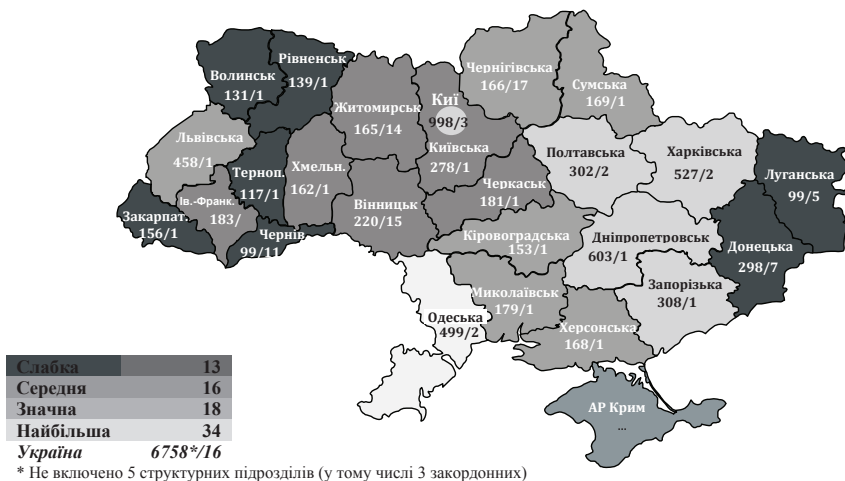 Рівненськ
139/1
Волинськ
131/1
Житомирськ
165/14
Киї
998/3
Київська
278/1
Чернігівська
166/17
Сумська
169/1
Львівська
458/1
Терноп.
117/1
Хмельн.
162/1
Вінницьк
220/15
Черкаськ
181/1
Полтавська
302/2
Харківська
527/2
Луганська
99/5
Закарпат.
156/1
Ів.-Франк.
183/
Чернів
99/11
Кіровоградська
153/1
Дніпропетровськ
603/1
Донецька
298/7
Запорізька
308/1
Миколаївськ
179/1
Одеська
499/2
Херсонська
168/1
АР Крим
...
Слабка 13
Середня 16
Значна 18
Найбільша 34
Україна 6758*/16
* Не включено 5 структурних підрозділів (у тому числі 3 закордонних)